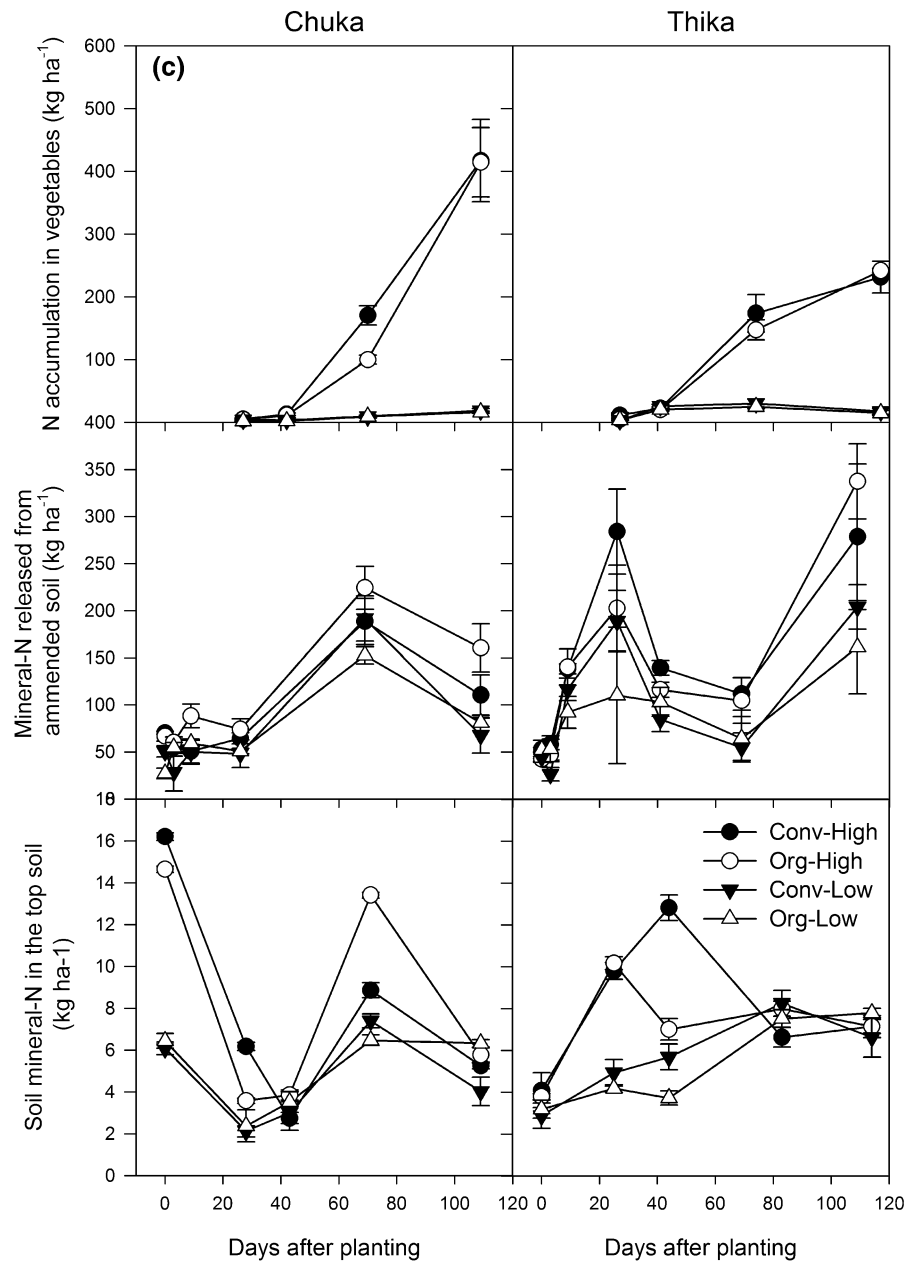 Chuka Thika
(c)
N accumulation in vegetables (kg ha-1)
600
500
400
300
200
100
400
Mineral-N released from
ammended soil (kg ha-1)
350
300
250
200
150
100
50
Soil mineral-N in the top soil
(kg ha-1)
16
14
12
10
8
6
4
2
0
Conv-High
Org-High
Conv-Low
Org-Low
0 20 40 60 80 100 120 0 20 40 60 80 100 120
Days after planting Days after planting